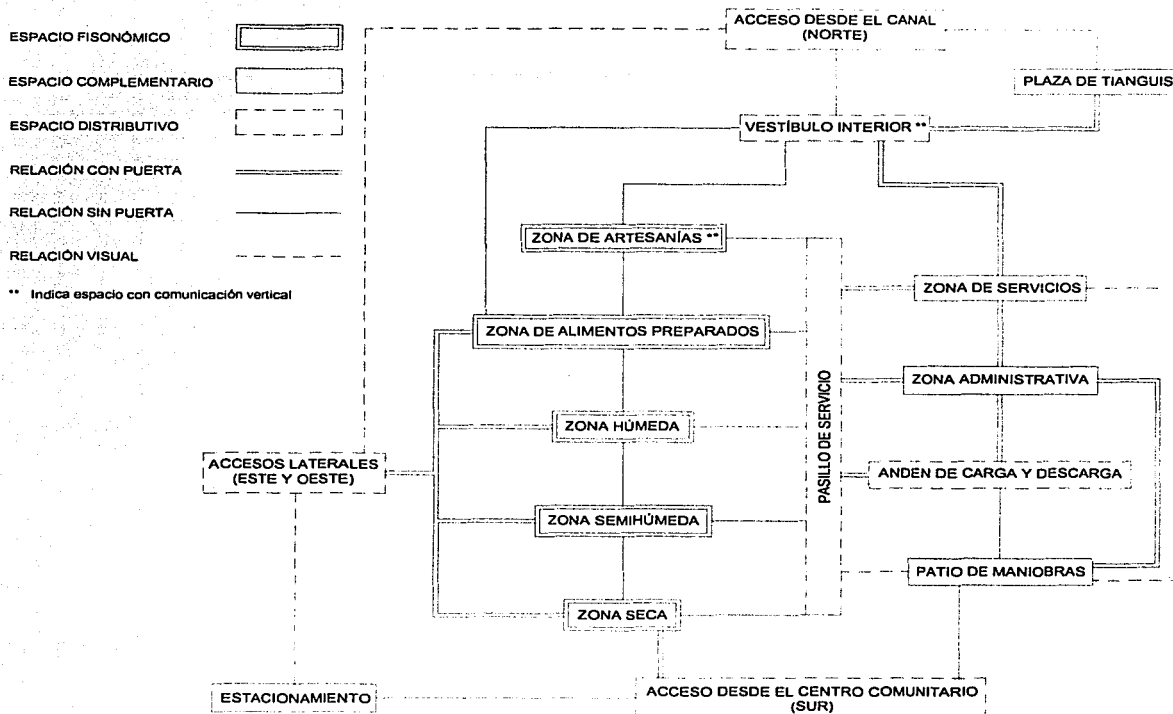 ESPACIO FISONÓMICO
ESPACIO COMPLEMENTARIO
ESPACIO DISTRIBUTIVO
RELACIÓN CON PUERTA
RELACIÓN SIN PUERTA
RELACIÓN VISUAL
** Indica espacio con comunicación vertical
ACCESO DESDE EL CANAL
(NORTE)
PLAZA DE TIANGUIS
VESTÍBULO INTERIOR **
ZONA DE ARTESANÍAS **
ZONA DE SERVICIOS
ZONA DE ALIMENTOS PREPARADOS
PASILLO DE SERVICIO
ZONA ADMINISTRATIVA
ZONA HÚMEDA
ACCESOS LATERALES
(ESTE Y OESTE)
ANDEN DE CARGA Y DESCARGA
ZONA SEMIHÚMEDA
PATIO DE MANIOBRAS
ZONA SECA
ESTACIONAMIENTO
ACCESO DESDE EL CENTRO COMUNITARIO
(SUR)